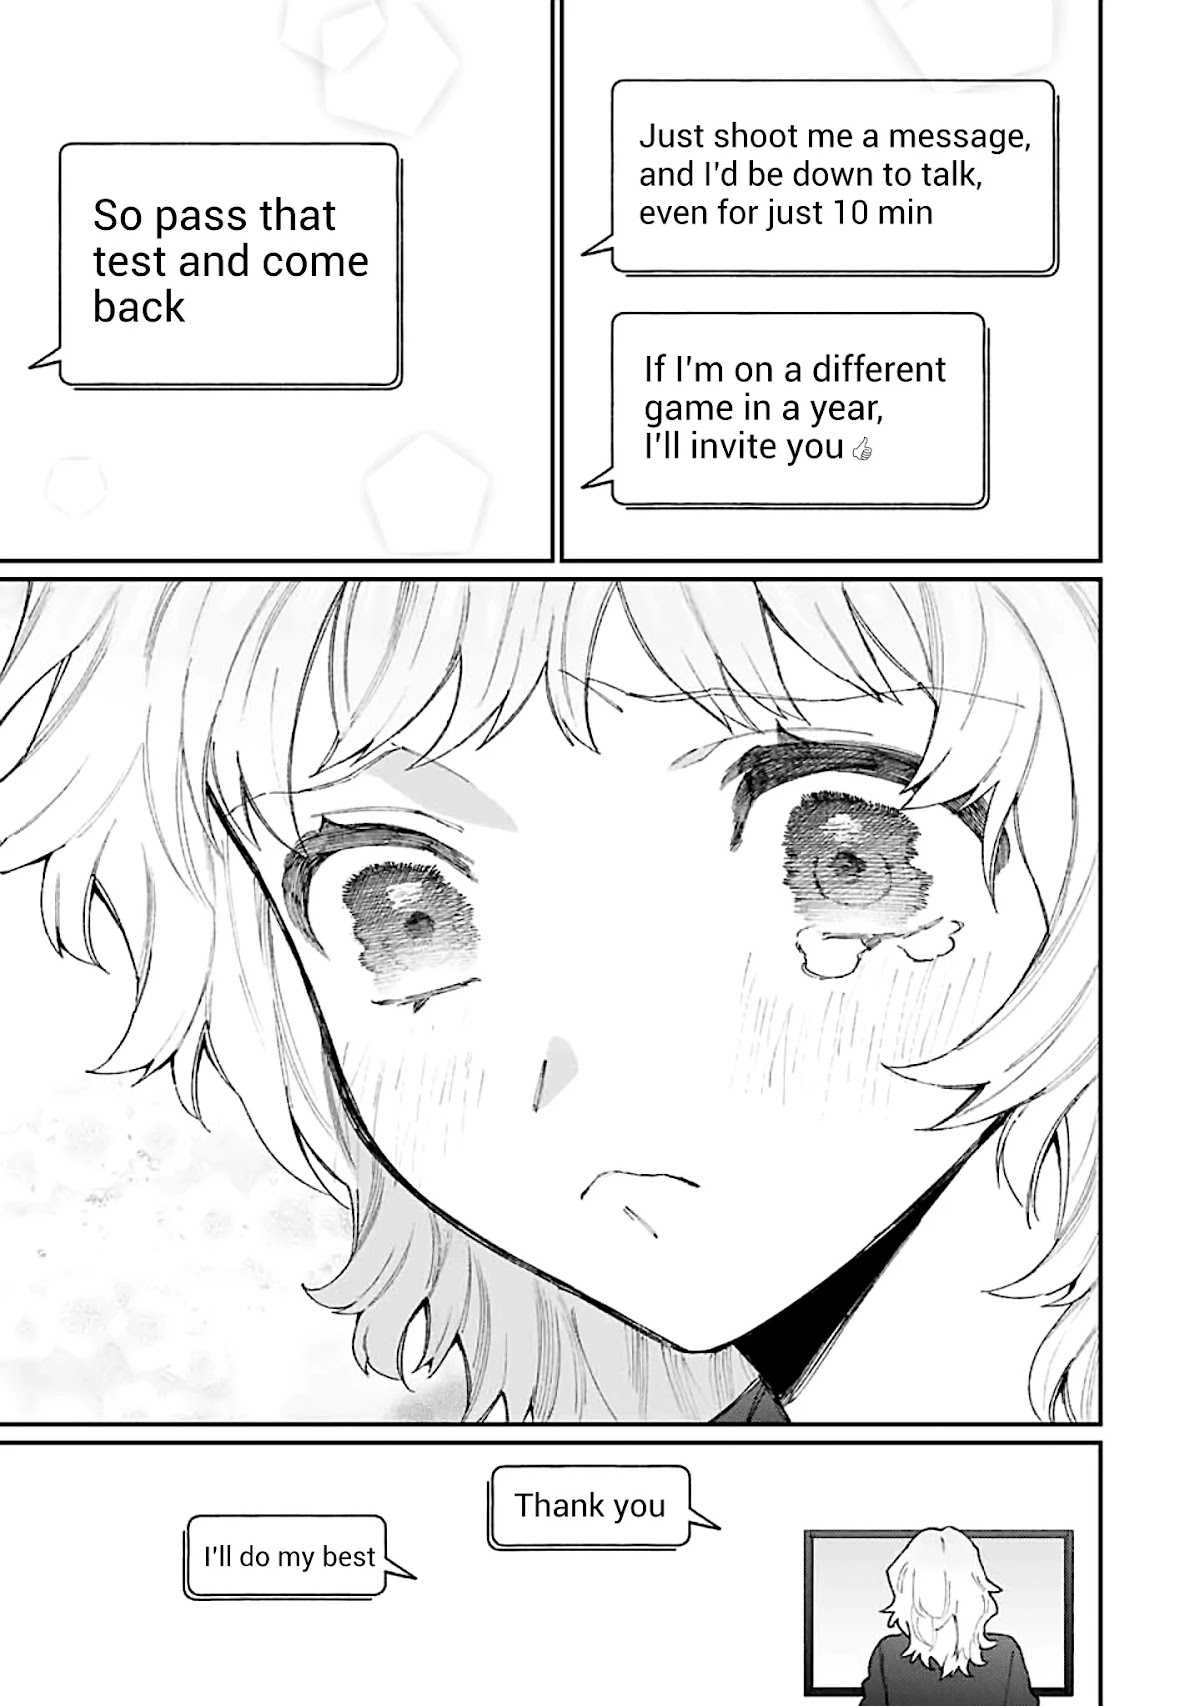 Just shoot me a message,
and I'd be down to talk,
even for just 10 min
If I'm on a different
game in a year,
I'll invite you👍
So pass that
test and come
back
Thank you
I'll do my best